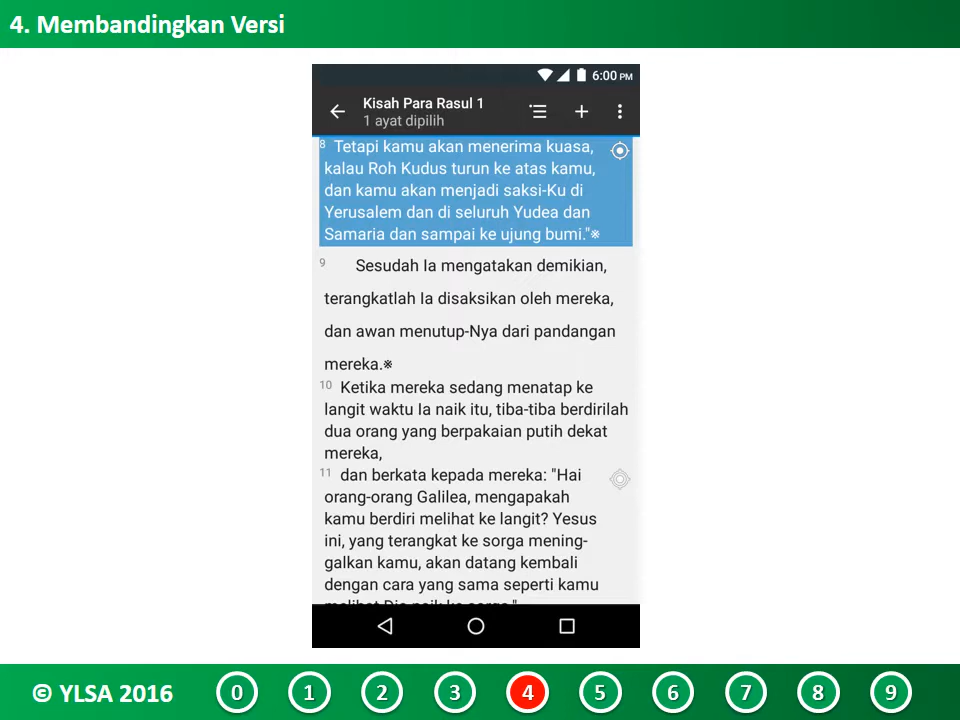 4. Membandingkan Versi
6:00 PM
Kisah Para Rasul 1
1 ayat dipilih
8 Tetapi kamu akan menerima kuasa,
kalau Roh Kudus turun ke atas kamu,
dan kamu akan menjadi saksi-Ku di
Yerusalem dan di seluruh Yudea dan
Samaria dan sampai ke ujung bumi."※
9 Sesudah Ia mengatakan demikian,
terangkatlah Ia disaksikan oleh mereka,
dan awan menutup-Nya dari pandangan
mereka.※
10 Ketika mereka sedang menatap ke
langit waktu Ia naik itu, tiba-tiba berdirilah
dua orang yang berpakaian putih dekat
mereka,
11 dan berkata kepada mereka: "Hai
orang-orang Galilea, mengapakah
kamu berdiri melihat ke langit? Yesus
ini, yang terangkat ke sorga mening-
galkan kamu, akan datang kembali
dengan cara yang sama seperti kamu
melihat Dia naik ke sorga."
© YLSA 2016 0 1 2 3 4 5 6 7 8 9